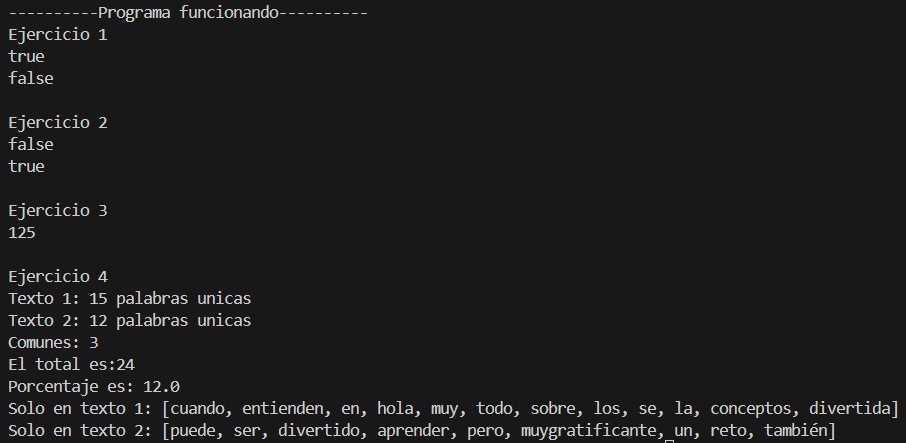 ----------Programa funcionando----------
Ejercicio 1
true
false
Ejercicio 2
false
true
Ejercicio 3
125
Ejercicio 4
Texto 1: 15 palabras unicas
Texto 2: 12 palabras unicas
Comunes: 3
El total es:24
Porcentaje es: 12.0
Solo en texto 1: [cuando, entienden, en, hola, muy, todo, sobre, los, se, la, conceptos, divertida]
Solo en texto 2: [puede, ser, divertido, aprender, pero, muygratificante, un, reto, también]